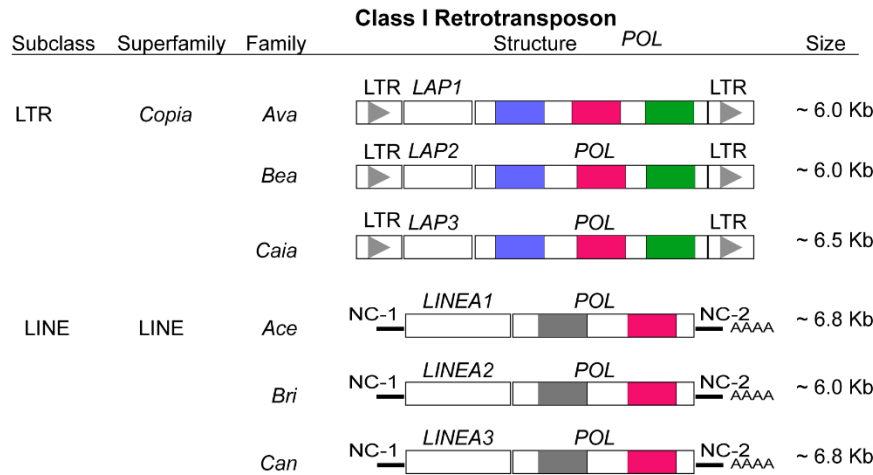 Class I Retrotransposon
Subclass Superfamily Family Structure POL Size
LTR LAP1 LTR
LTR Copia Ava ~ 6.0 Kb
LTR LAP2 POL LTR
Bea ~ 6.0 Kb
LTR LAP3 POL LTR
Caia ~ 6.5 Kb
NC-1 LINEA1 POL NC-2
LINE LINE Ace AAAA ~ 6.8 Kb
NC-1 LINEA2 POL NC-2
Bri AAAA ~ 6.0 Kb
NC-1 LINEA3 POL NC-2
Can AAAA ~ 6.8 Kb